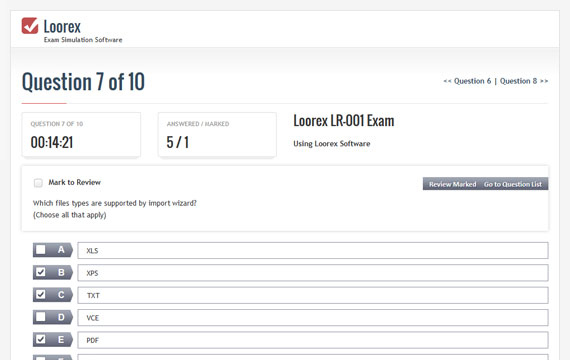 Loorex
Exam Simulation Software
Question 7 of 10
<< Question 6 | Question 8 >>
QUESTION 7 OF 10
00:14:21
ANSWERED / MARKED
5 / 1
Loorex LR-001 Exam
Using Loorex Software
Mark to Review
Review Marked
Go to Question List
Which files types are supported by import wizard?
(Choose all that apply)
A XLS
B XPS
C TXT
D VCE
E PDF